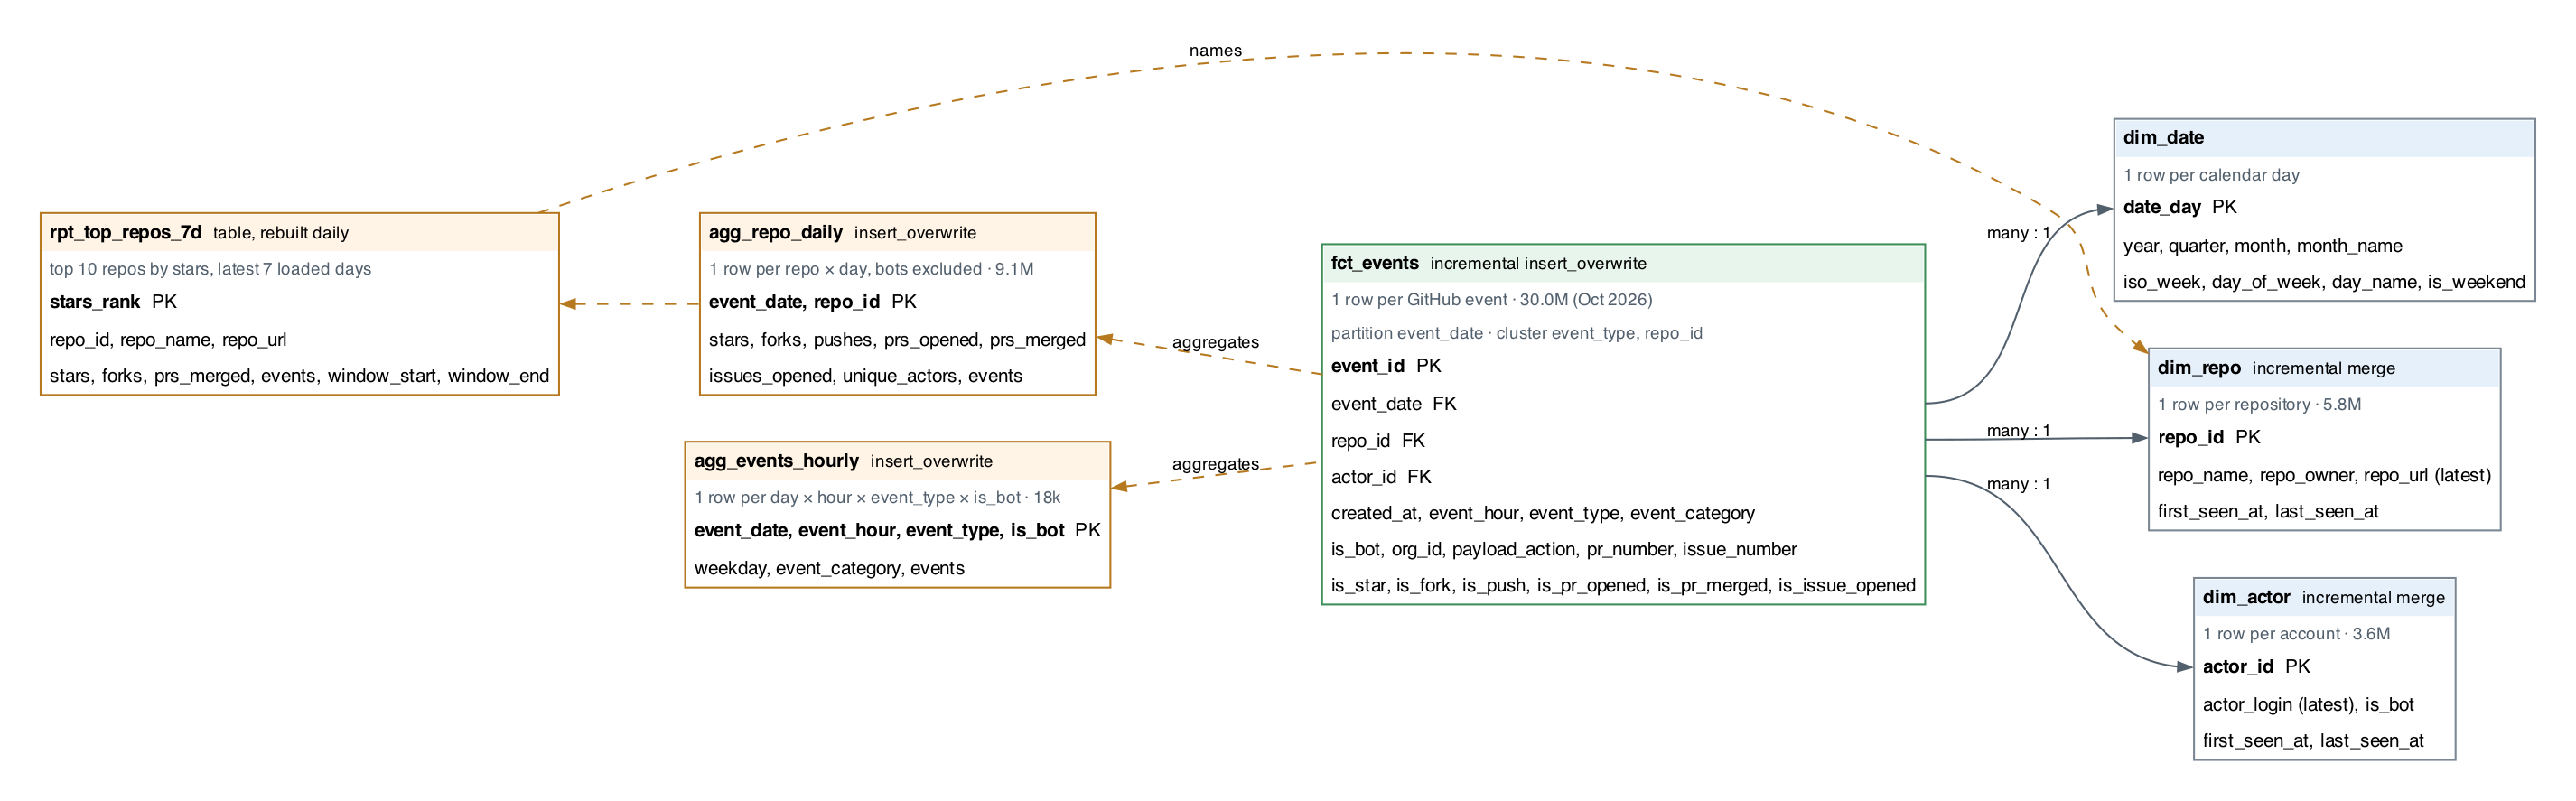 names
rpt_top_repos_7d table, rebuilt daily
top 10 repos by stars, latest 7 loaded days
stars_rank PK
repo_id, repo_name, repo_url
stars, forks, prs_merged, events, window_start, window_end
agg_repo_daily insert_overwrite
1 row per repo × day, bots excluded · 9.1M
event_date, repo_id PK
stars, forks, pushes, prs_opened, prs_merged
issues_opened, unique_actors, events
agg_events_hourly insert_overwrite
1 row per day × hour × event_type × is_bot · 18k
event_date, event_hour, event_type, is_bot PK
weekday, event_category, events
aggregates
aggregates
fct_events incremental insert_overwrite
1 row per GitHub event · 30.0M (Oct 2026)
partition event_date · cluster event_type, repo_id
event_id PK
event_date FK
repo_id FK
actor_id FK
created_at, event_hour, event_type, event_category
is_bot, org_id, payload_action, pr_number, issue_number
is_star, is_fork, is_push, is_pr_opened, is_pr_merged, is_issue_opened
many : 1
many : 1
many : 1
dim_date
1 row per calendar day
date_day PK
year, quarter, month, month_name
iso_week, day_of_week, day_name, is_weekend
dim_repo incremental merge
1 row per repository · 5.8M
repo_id PK
repo_name, repo_owner, repo_url (latest)
first_seen_at, last_seen_at
dim_actor incremental merge
1 row per account · 3.6M
actor_id PK
actor_login (latest), is_bot
first_seen_at, last_seen_at